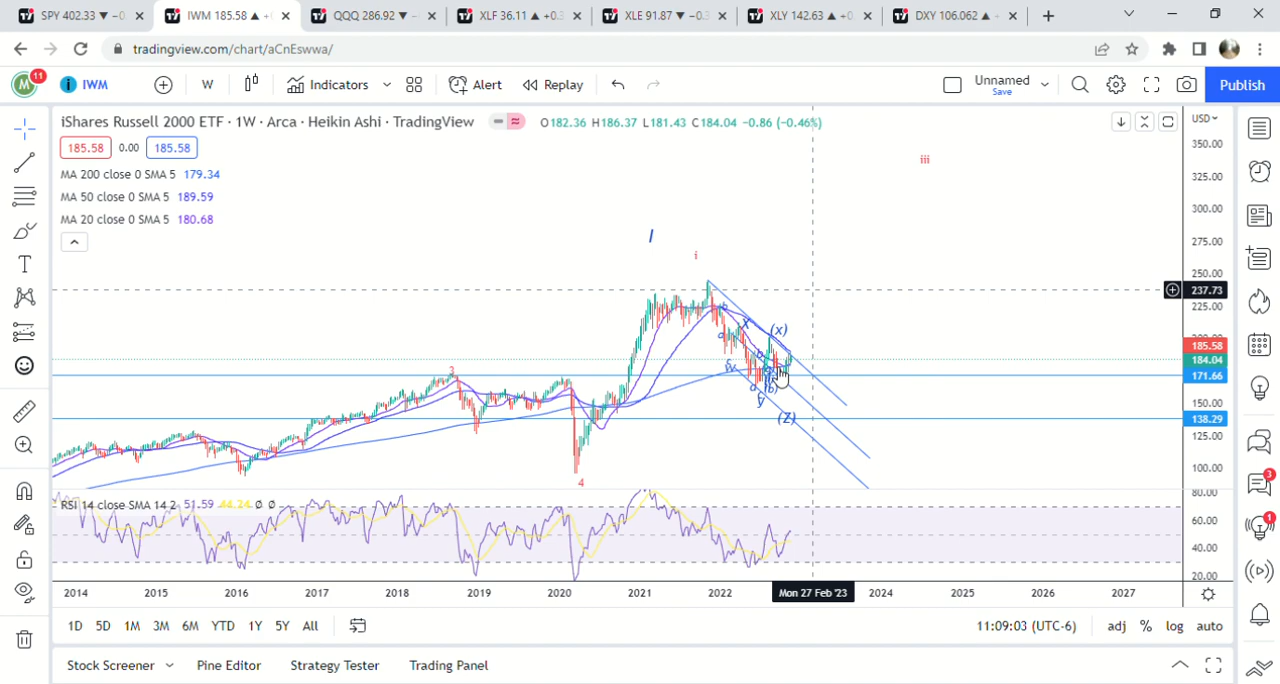 SPY 402.33 ▼ −0
IWM 185.58 ▲ +
QQQ 286.92 ▼ −
XLF 36.11 ▲ +0.
XLE 91.87 ▼ −0.
XLY 142.63 ▲ +0
DXY 106.062 ▲
tradingview.com/chart/aCnEswwa/
M 11 IWM W Indicators Alert Replay Unnamed Save Publish
iShares Russell 2000 ETF · 1W · Arca · Heikin Ashi · TradingView O182.36 H186.37 L181.43 C184.04 −0.86 (−0.46%)
USD
185.58 0.00 185.58
MA 200 close 0 SMA 5 179.34
MA 50 close 0 SMA 5 189.59
MA 20 close 0 SMA 5 180.68
350.00
325.00
300.00
275.00
250.00
237.73
225.00
185.58
184.04
171.66
150.00
138.29
125.00
100.00
iii
I
i
b
X
(x)
a
b
3
w
a
(b)
y
(Z)
4
RSI 14 close SMA 14 2 51.59 44.24 Ø Ø
80.00
60.00
40.00
20.00
2014 2015 2016 2017 2018 2019 2020 2021 2022 Mon 27 Feb '23 2024 2025 2026 2027
1D 5D 1M 3M 6M YTD 1Y 5Y All 11:09:03 (UTC-6) adj % log auto
Stock Screener Pine Editor Strategy Tester Trading Panel
3
1